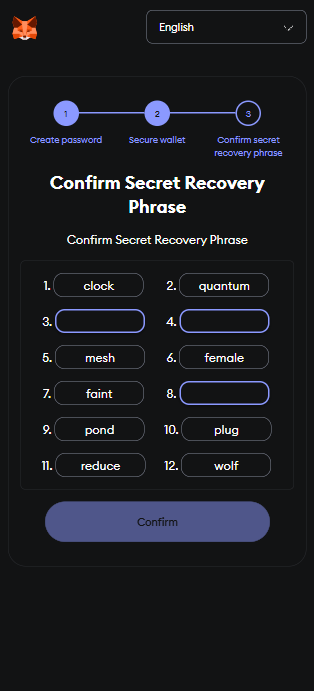 English
1 2 3
Create password Secure wallet Confirm secret
recovery phrase
Confirm Secret Recovery
Phrase
Confirm Secret Recovery Phrase
1. clock 2. quantum
3. 4.
5. mesh 6. female
7. faint 8.
9. pond 10. plug
11. reduce 12. wolf
Confirm